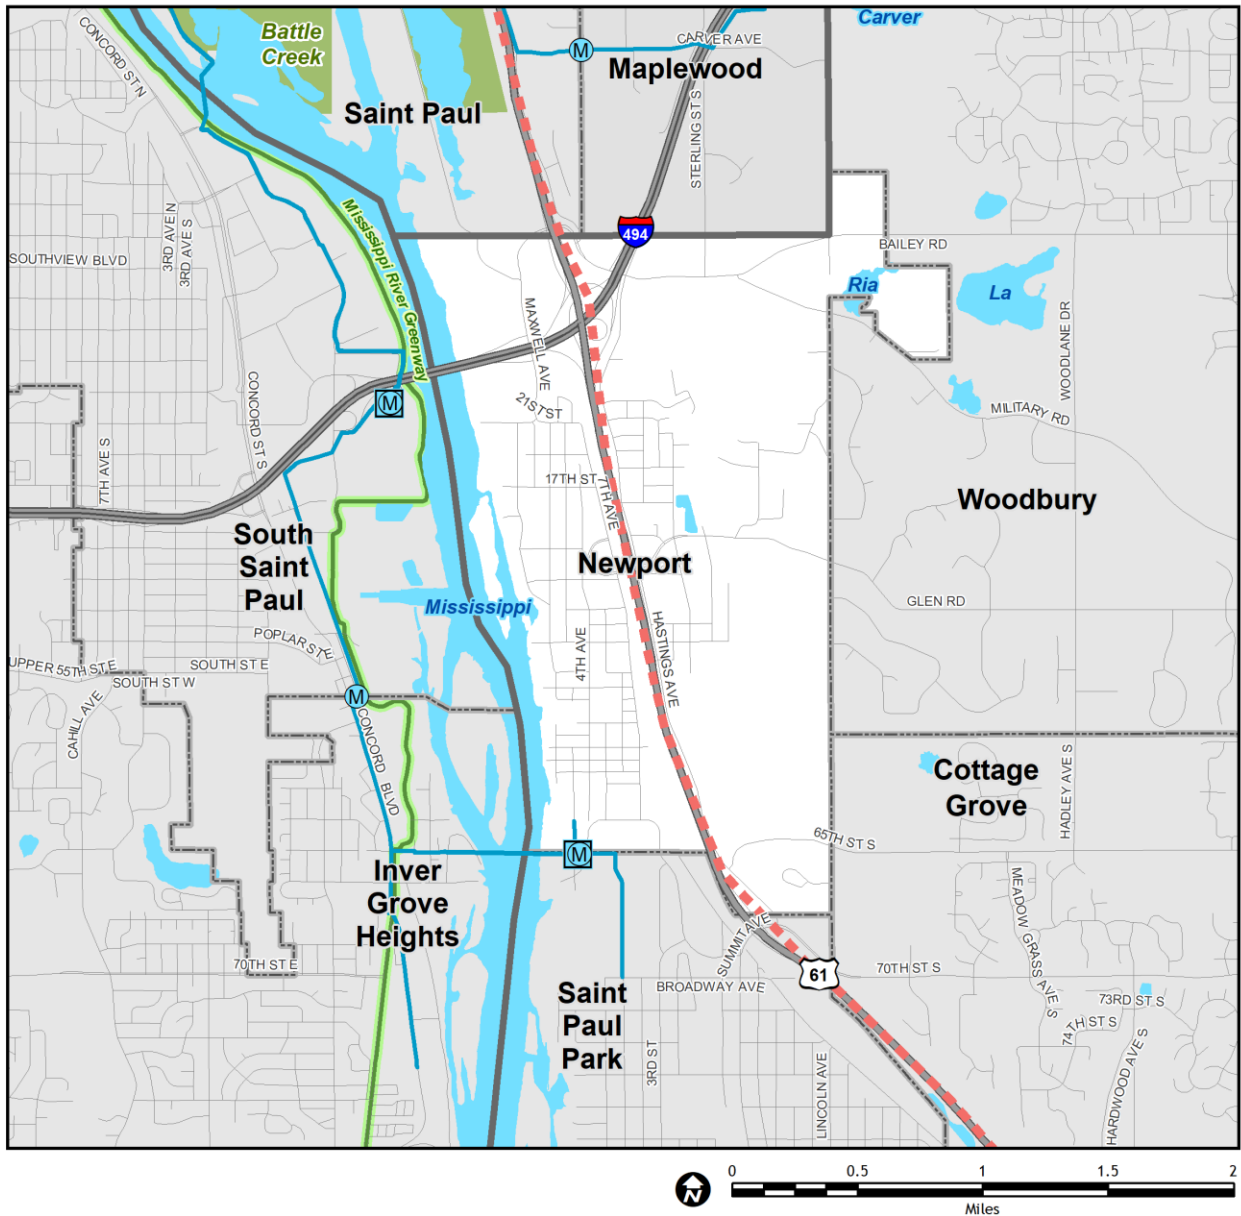 Carver
Battle
Creek
CONCORD ST N
M
CARVER AVE
Maplewood
Saint Paul
STERLING ST S
Mississippi River Greenway
3RD AVE N
3RD AVE S
SOUTHVIEW BLVD
494
BAILEY RD
Ria
La
MAXWELL AVE
WOODLANE DR
CONCORD ST S
M
21ST ST
MILITARY RD
7TH AVE S
17TH ST
7TH AVE
Woodbury
South
Saint
Paul
Newport
Mississippi
GLEN RD
HASTINGS AVE
4TH AVE
POPLAR ST E
UPPER 55TH ST E
SOUTH ST E
SOUTH ST W
CAHILL AVE
M
CONCORD BLVD
Cottage
Grove
HADLEY AVE S
65TH ST S
M
Inver
Grove
Heights
MEADOW GRASS AVE S
SUMMIT AVE
70TH ST E
61
70TH ST S
BROADWAY AVE
Saint
Paul
Park
73RD ST S
74TH ST S
3RD ST
LINCOLN AVE
HARDWOOD AVE S
N
0 0.5 1 1.5 2
Miles